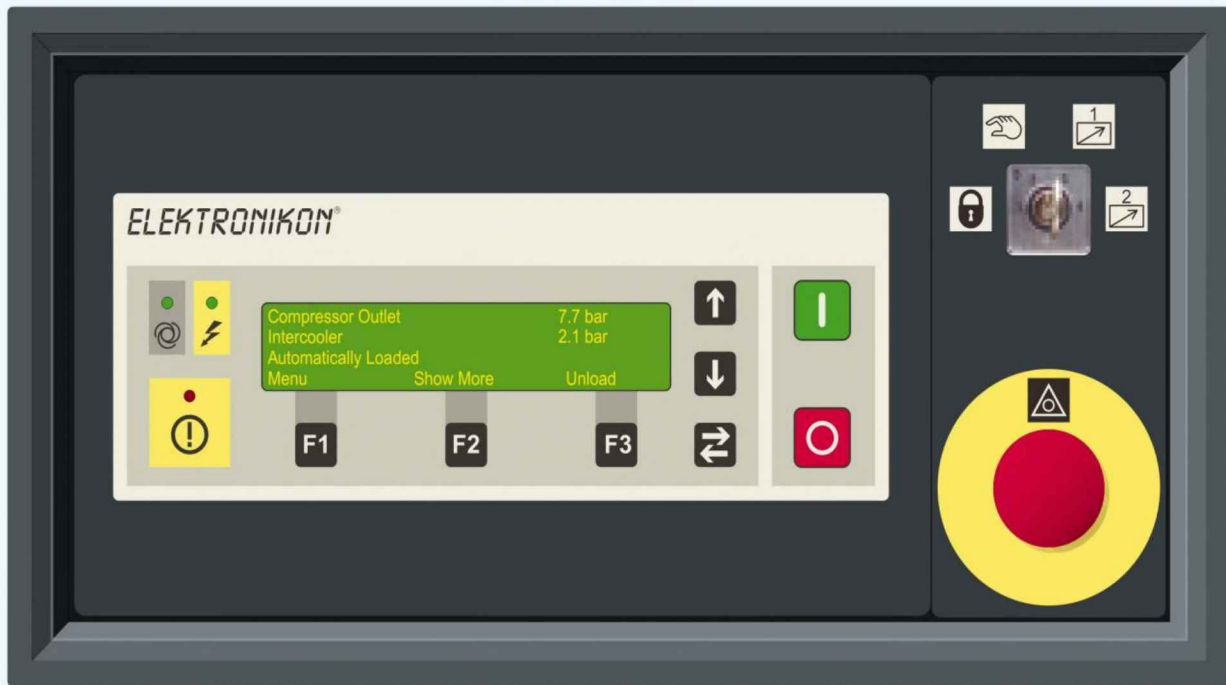 1
2
ELEKTRONIKON®
Compressor Outlet 7.7 bar
Intercooler 2.1 bar
Automatically Loaded
Menu Show More Unload
F1 F2 F3